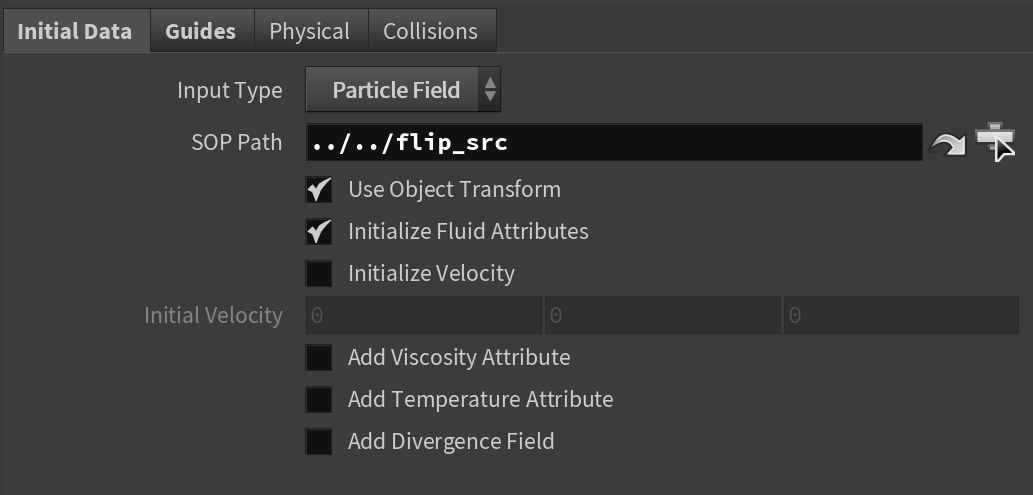 Initial Data Guides Physical Collisions
Input Type Particle Field
SOP Path ../../flip_src
Use Object Transform
Initialize Fluid Attributes
Initialize Velocity
Initial Velocity 0 0 0
Add Viscosity Attribute
Add Temperature Attribute
Add Divergence Field